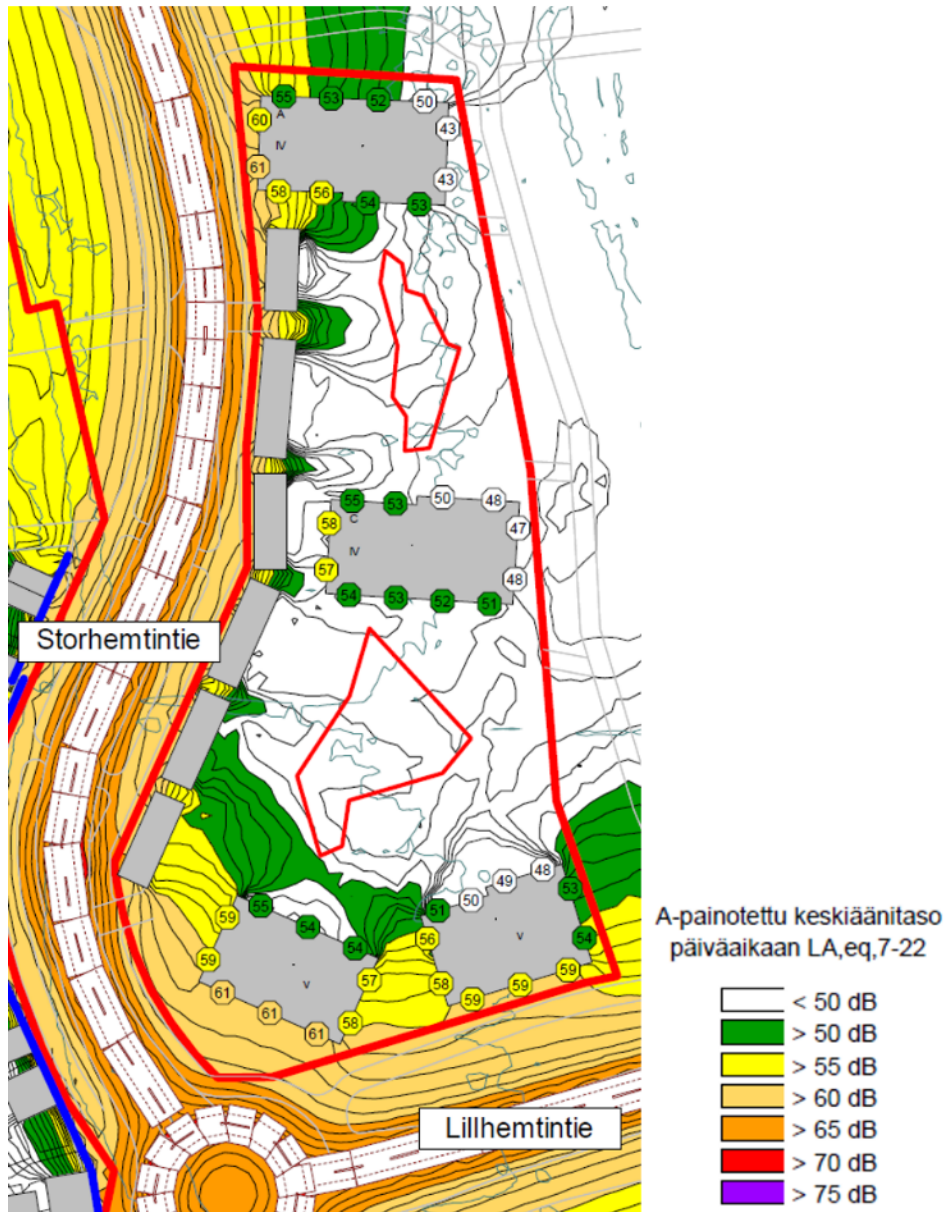 55 53 52 50
A
60 43
IV
61 43
58 56 54 53
55 53 50 48
58 C 47
IV
57 48
54 53 52 51
Storhemtintie
48
49 53
50
51
59 55
54 54
56 V 54
59 57 58 59
V
61 59 59
61
61 58
Lillhemtintie
A-painotettu keskiäänitaso
päiväaikaan LA,eq,7-22
< 50 dB
> 50 dB
> 55 dB
> 60 dB
> 65 dB
> 70 dB
> 75 dB